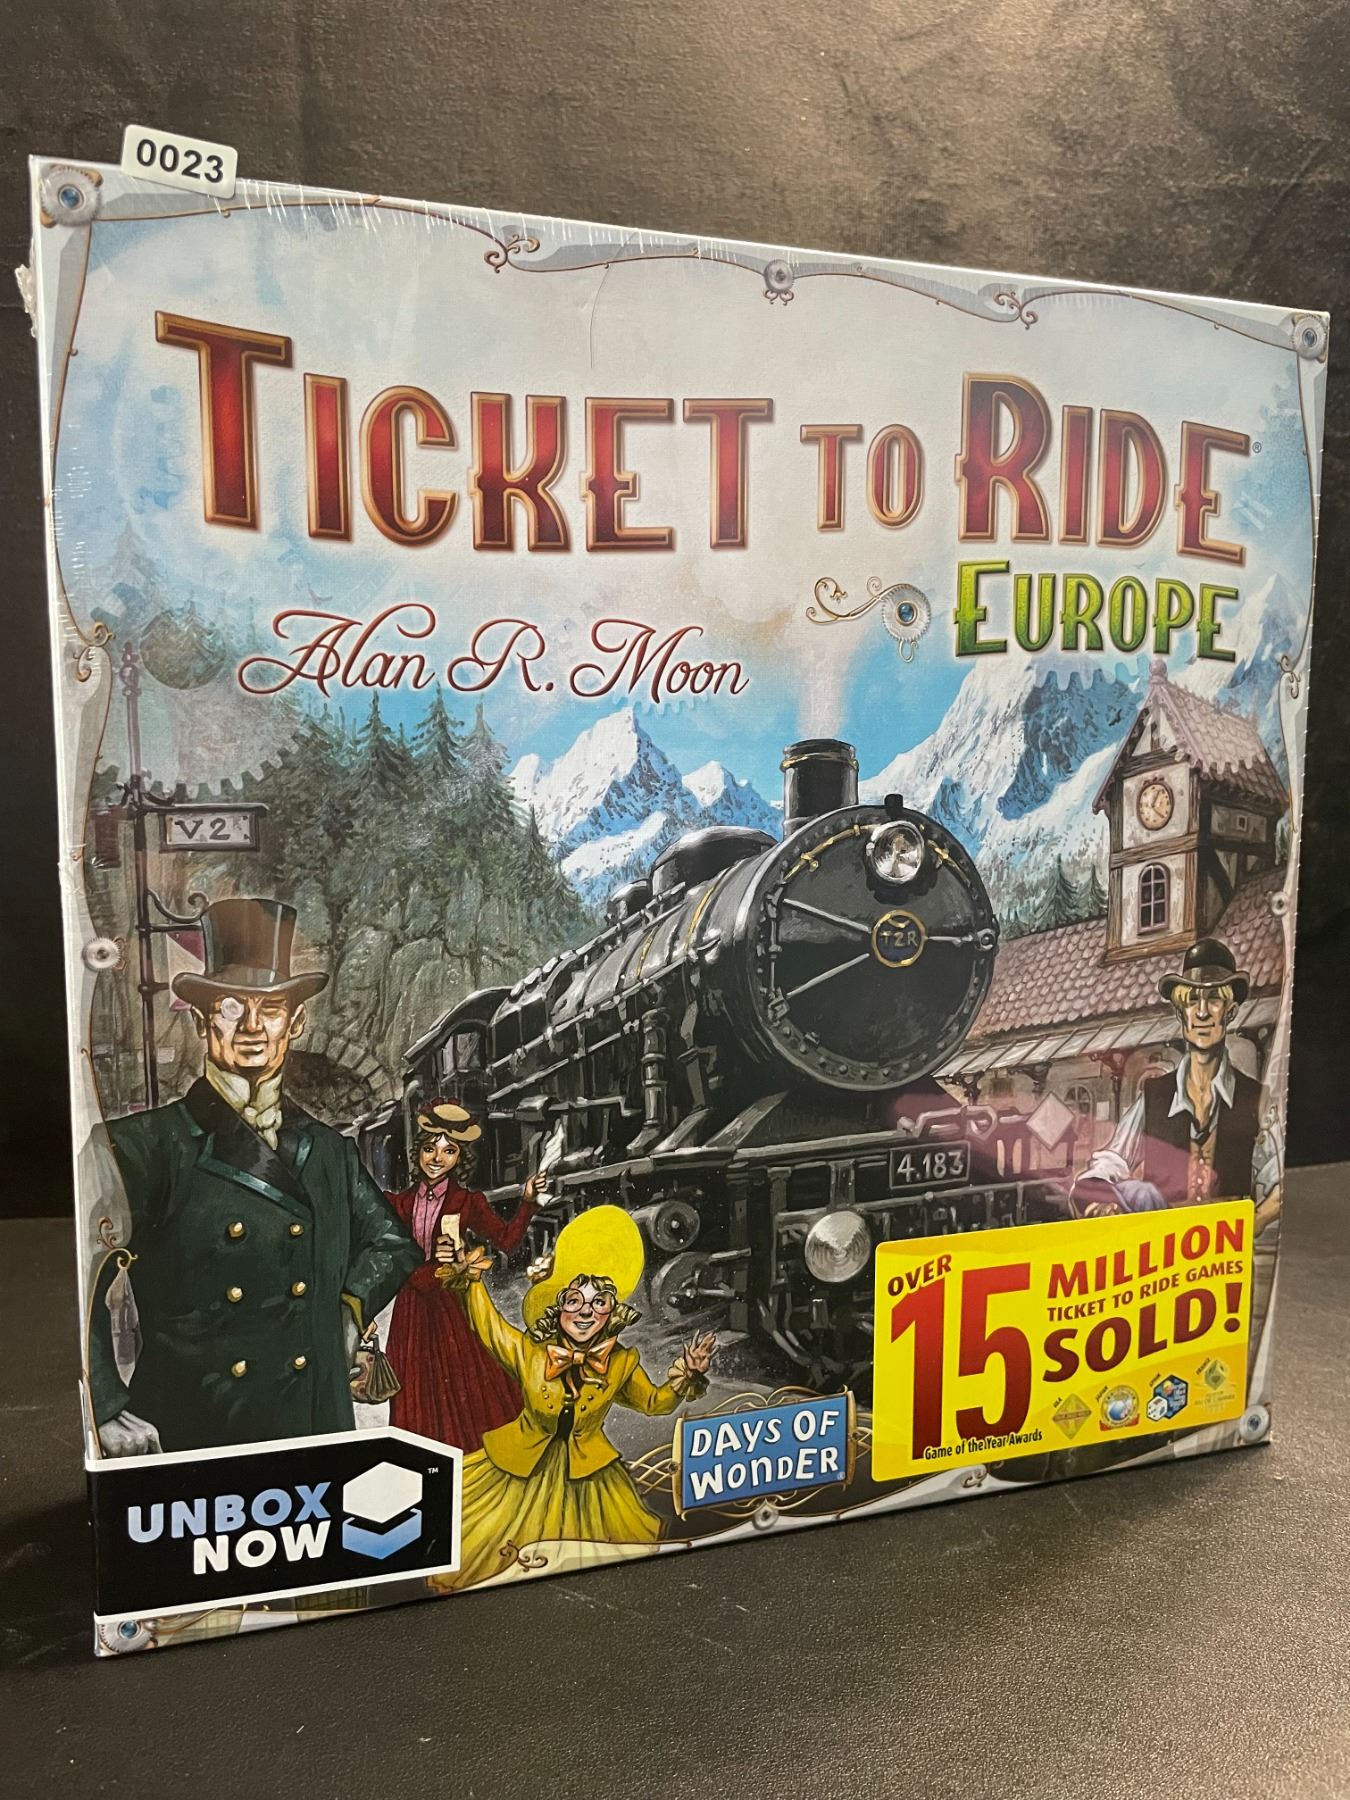 0023
TICKET TO RIDE®
EUROPE
Alan R. Moon
V2
T2R
4.183
OVER
15 MILLION
TICKET TO RIDE GAMES
SOLD!
Game of the Year Awards
DAYS OF
WONDER
UNBOX
NOW
™